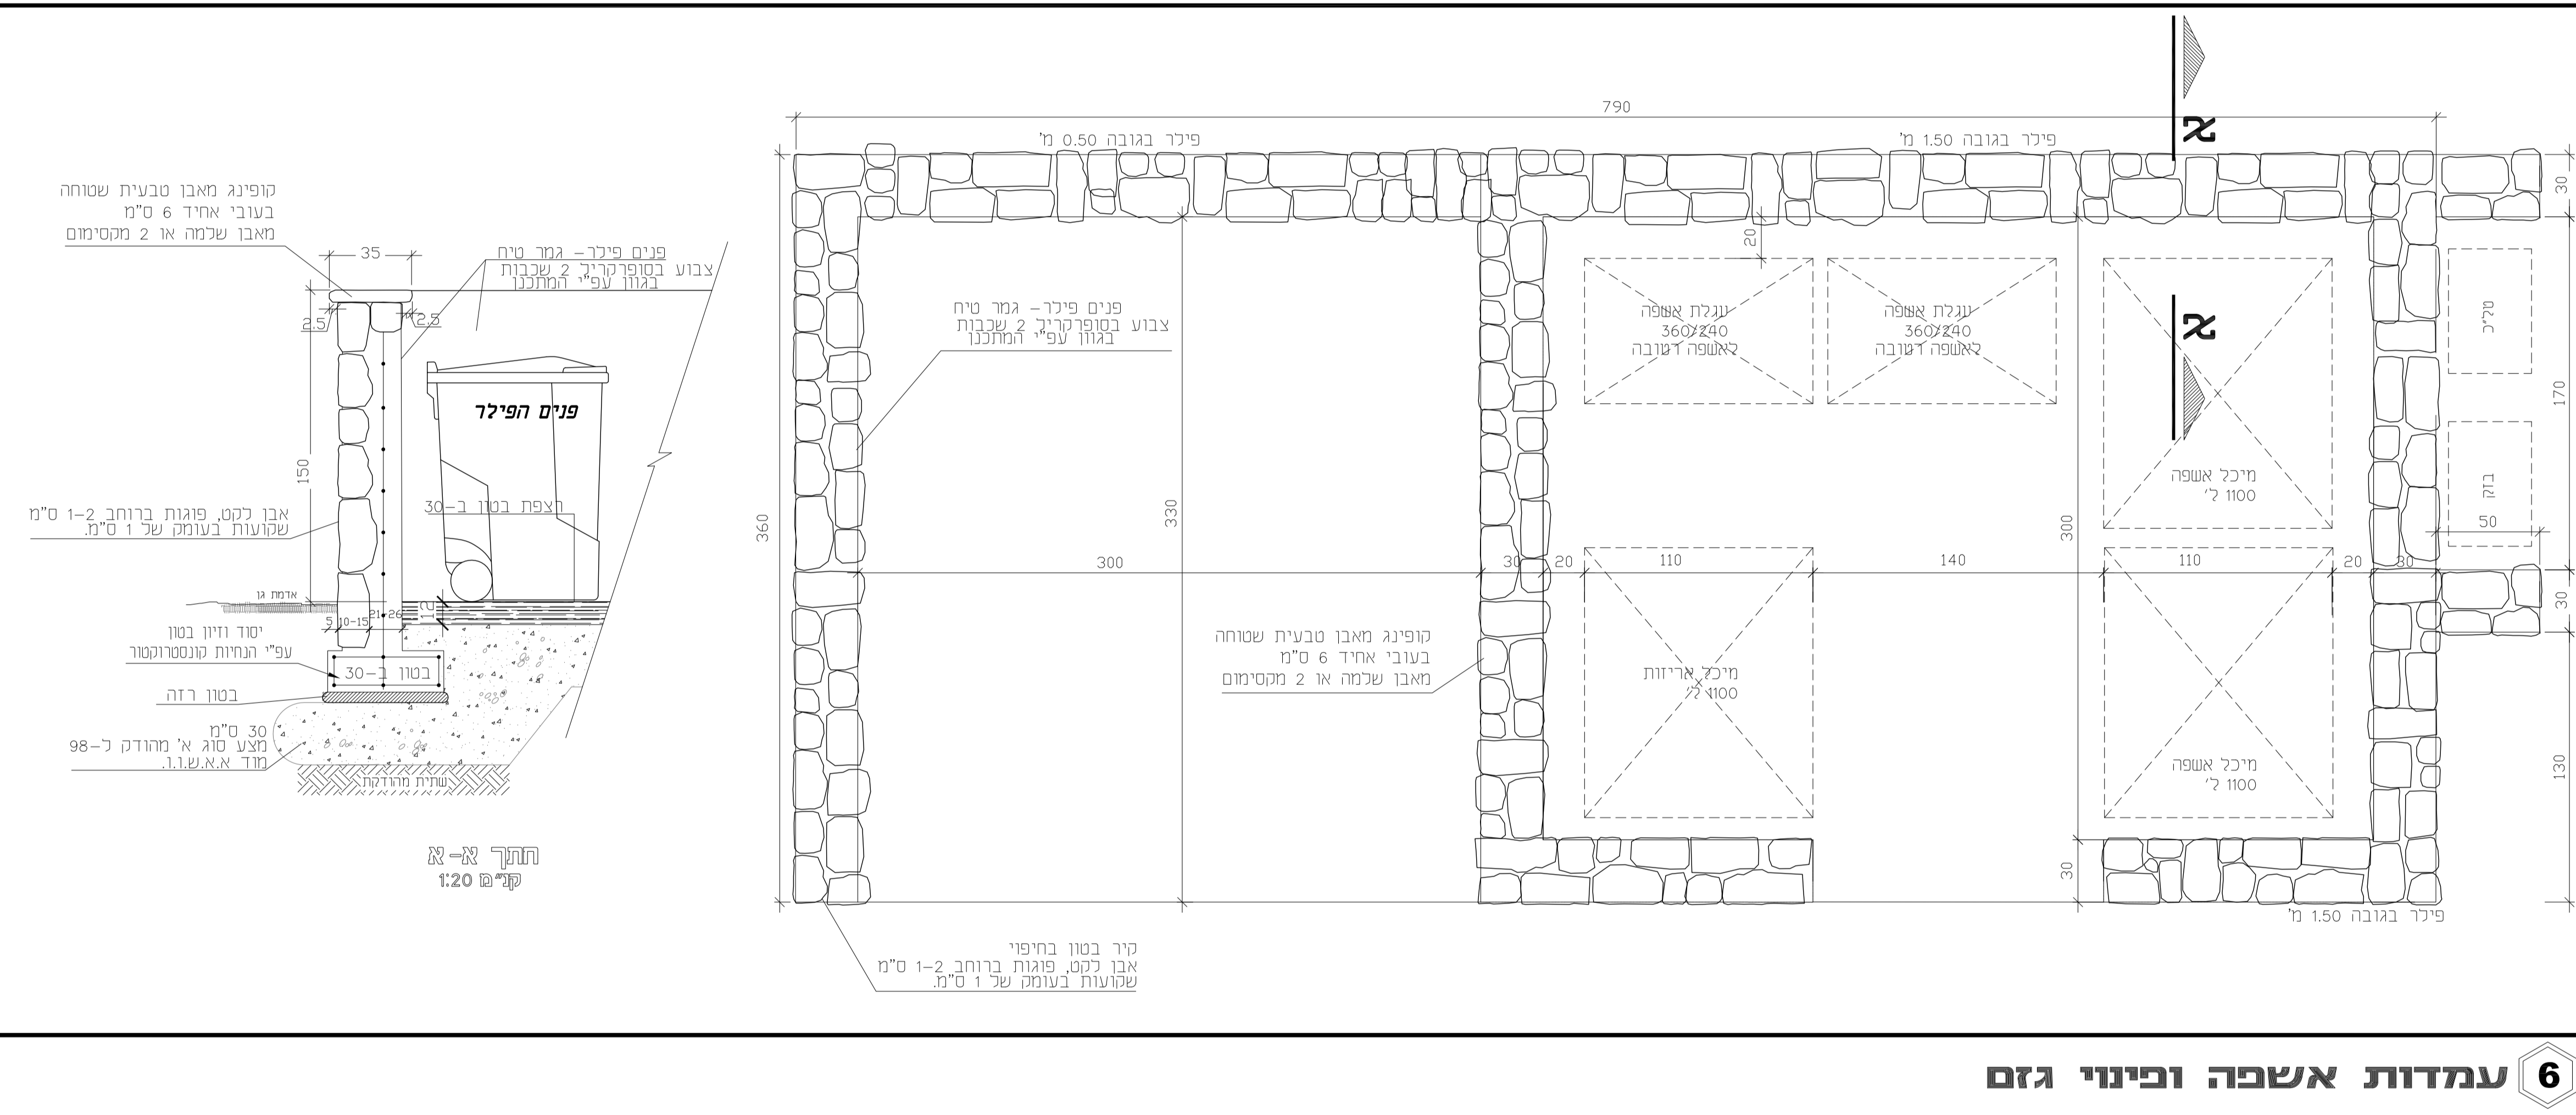 790
פילר בגובה 0.50 מ'
פילר בגובה 1.50 מ'
א
א
קופינג מאבן טבעית שטוחה
בעובי אחיד 6 ס"מ
מאבן שלמה או 2 מקסימום
35
פנים פילר- גמר טיח
צבוע בסופרקריל 2 שכבות
בגוון עפ"י המתכנן
2.5
2.5
פנים הפילר
150
רצפת בטון ב-30
אבן לקט, פוגות ברוחב 1-2 ס"מ
שקועות בעומק של 1 ס"מ.
אדמת גן
5
10-15
21-26
12
יסוד וזיון בטון
עפ"י הנחיות קונסטרוקטור
בטון ב-30
בטון רזה
30 ס"מ
מצע סוג א' מהודק ל-98
מוד א.א.ש.ו.ו.
שתית מהודקת
חתך א-א
קנ"מ 1:20
פנים פילר- גמר טיח
צבוע בסופרקריל 2 שכבות
בגוון עפ"י המתכנן
360
330
300
30
20
110
140
110
20
30
20
300
30
עגלת אשפה
360/240
לאשפה רטובה
עגלת אשפה
360/240
לאשפה רטובה
מיכל אשפה
1100 ל'
מיכל אריזות
1100 ל'
מיכל אשפה
1100 ל'
טל"כ
בזק
50
30
170
30
130
קופינג מאבן טבעית שטוחה
בעובי אחיד 6 ס"מ
מאבן שלמה או 2 מקסימום
פילר בגובה 1.50 מ'
קיר בטון בחיפוי
אבן לקט, פוגות ברוחב 1-2 ס"מ
שקועות בעומק של 1 ס"מ.
6 עמדות אשפה ופינוי גזם